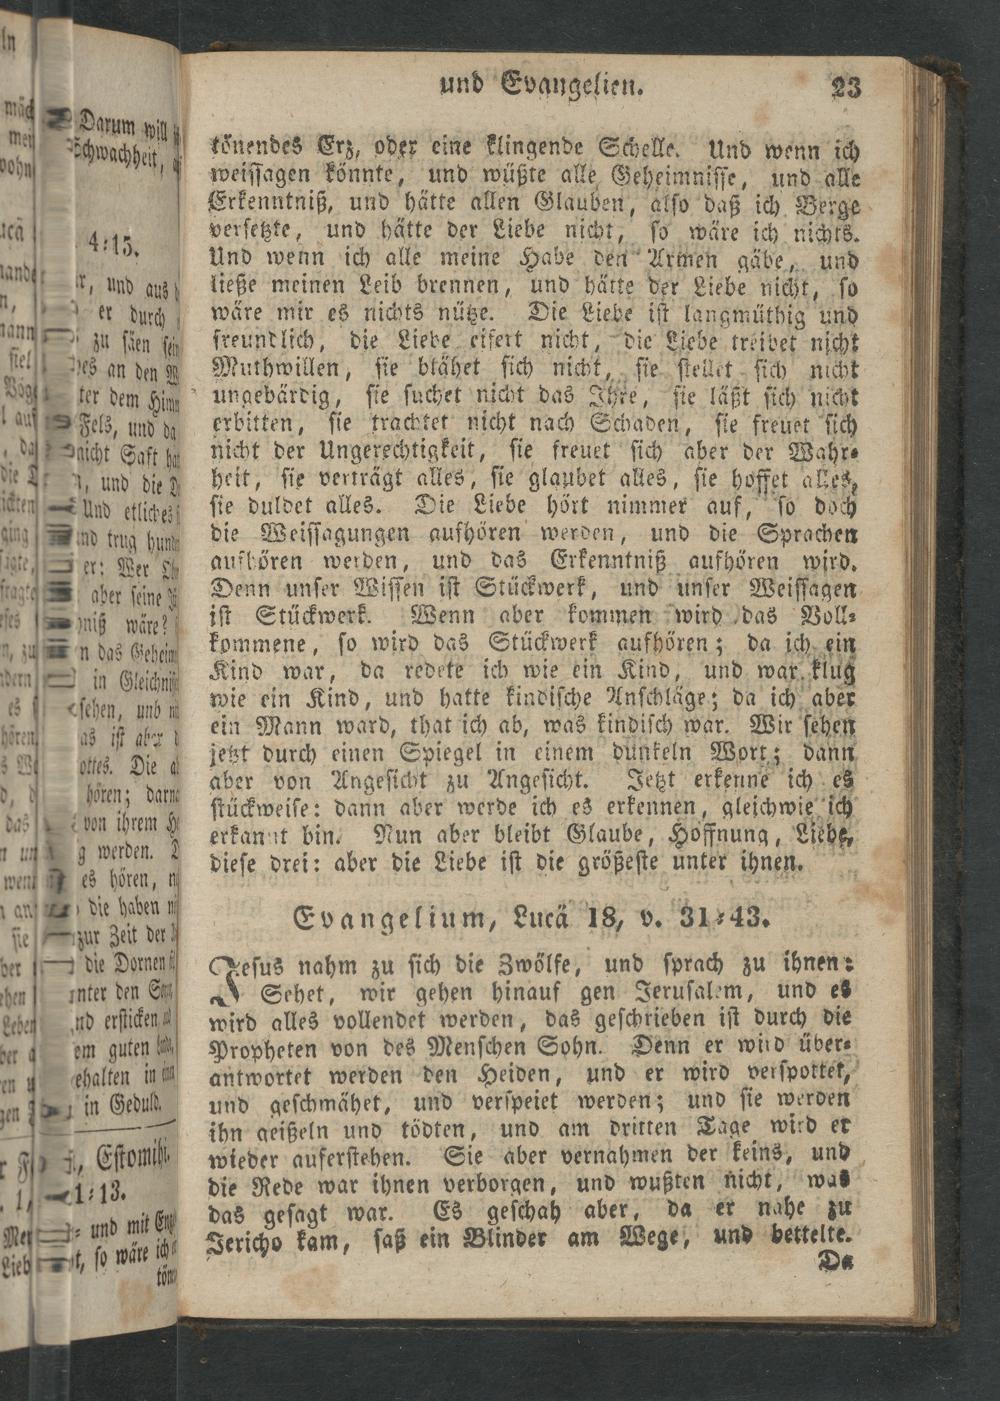 und Evangelien. 23
tönendes Erz, oder eine klingende Schelle. Und wenn ich
weissagen könnte, und wüßte alle Geheimnisse, und alle
Erkenntniß, und hätte allen Glauben, also daß ich Berge
versetzte, und hätte der Liebe nicht, so wäre ich nichts.
Und wenn ich alle meine Habe den Armen gäbe, und
ließe meinen Leib brennen, und hätte der Liebe nicht, so
wäre mir es nichts nütze. Die Liebe ist langmüthig und
freundlich, die Liebe eifert nicht, die Liebe treibet nicht
Muthwillen, sie blähet sich nicht, sie stellet sich nicht
ungebärdig, sie suchet nicht das Ihre, sie läßt sich nicht
erbitten, sie trachtet nicht nach Schaden, sie freuet sich
nicht der Ungerechtigkeit, sie freuet sich aber der Wahr⸗
heit, sie verträgt alles, sie glaubet alles, sie hoffet alles,
sie duldet alles. Die Liebe hört nimmer auf, so doch
die Weissagungen aufhören werden, und die Sprachen
aufhören werden, und das Erkenntniß aufhören wird.
Denn unser Wissen ist Stückwerk, und unser Weissagen
ist Stückwerk. Wenn aber kommen wird das Voll⸗
kommene, so wird das Stückwerk aufhören; da ich ein
Kind war, da redete ich wie ein Kind, und war klug
wie ein Kind, und hatte kindische Anschläge; da ich aber
ein Mann ward, that ich ab, was kindisch war. Wir sehen
jetzt durch einen Spiegel in einem dunkeln Wort; dann
aber von Angesicht zu Angesicht. Jetzt erkenne ich es
stückweise: dann aber werde ich es erkennen, gleichwie ich
erkannt bin. Nun aber bleibt Glaube, Hoffnung, Liebe,
diese drei: aber die Liebe ist die größeste unter ihnen.
Evangelium, Lucä 18, v. 31⸗43.
Jesus nahm zu sich die Zwölfe, und sprach zu ihnen:
Sehet, wir gehen hinauf gen Jerusalem, und es
wird alles vollendet werden, das geschrieben ist durch die
Propheten von des Menschen Sohn. Denn er wird über⸗
antwortet werden den Heiden, und er wird verspottet,
und geschmähet, und verspeiet werden; und sie werden
ihn geißeln und tödten, und am dritten Tage wird er
wieder auferstehen. Sie aber vernahmen der keins, und
die Rede war ihnen verborgen, und wußten nicht, was
das gesagt war. Es geschah aber, da er nahe zu
Jericho kam, saß ein Blinder am Wege, und bettelte.
Da